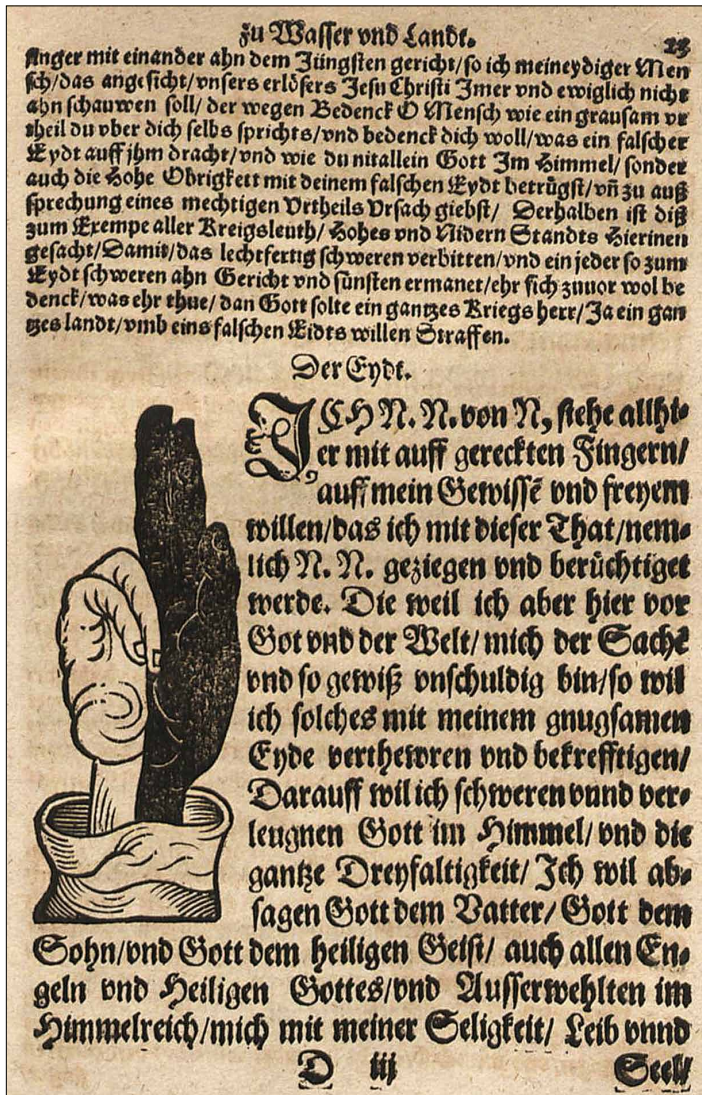 zu Wasser vnd Landt.
23
finger mit einander ahn dem Jüngsten gericht/so ich meineydiger Men
sch/das angesicht/vnsers erlösers Jesu Christi Imer vnd ewiglich nicht
ahn schauwen soll/ der wegen Bedenck O Mensch wie ein grausam vr
theil du vber dich selbs sprichts/vnd bedenck dich woll/was ein falscher
Eydt auff jhm dracht/vnd wie du nitallein Gott Im Himmel/ sonder
auch die Hohe Obrigkett mit deinem falschen Eydt betrügst/vñ zu auß
sprechung eines mechtigen Vrtheils Vrsach giebst/ Derhalben ist diß
zum Exempe aller Kreigsleuth/ Hohes vnd Nidern Standts Hierinen
gesacht/Damit/das lechtfertig schweren verbitten/vnd ein jeder so zum
Eydt schweren ahn Gericht vnd sünsten ermanet/ehr sich zuuor wol be
denck/was ehr thue/ dan Gott solte ein gantzes Kriegs herr/Ja ein gan
tzes landt/vmb eins falschen Eidts willen Straffen.
Der Eydt.
ICH N. N. von N, stehe allhi-
er mit auff gereckten Fingern/
auff mein Gewissē vnd freyem
willen/das ich mit dieser That/nem-
lich N. N. geziegen vnd berüchtiget
werde. Die weil ich aber hier vor
Got vnd der Welt/ mich der Sachē
vnd so gewiß vnschuldig bin/so wil
ich solches mit meinem gnugsamen
Eyde verthewren vnd bekrefftigen/
Darauff wil ich schweren vnnd ver-
leugnen Gott im Himmel/ vnd die
gantze Dreyfaltigkeit/ Ich wil ab-
sagen Gott dem Vatter/ Gott dem
Sohn/vnd Gott dem heiligen Geist/ auch allen En-
geln vnd Heiligen Gottes/vnd Ausserwehlten im
Himmelreich/mich mit meiner Seligkeit/ Leib vnnd
D iij
Seel/